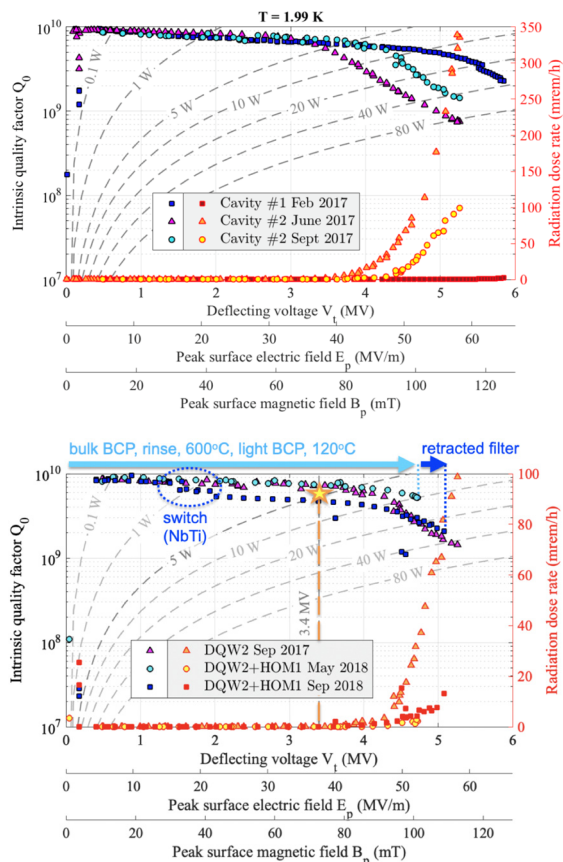 T = 1.99 K
Intrinsic quality factor Q0
10^10
10^9
10^8
10^7
0.1 W
1 W
5 W
10 W
20 W
40 W
80 W
Cavity #1 Feb 2017
Cavity #2 June 2017
Cavity #2 Sept 2017
350
300
250
200
150
100
50
0
Radiation dose rate (mrem/h)
0 1 2 3 4 5 6
Deflecting voltage Vt (MV)
0 10 20 30 40 50 60
Peak surface electric field Ep (MV/m)
0 20 40 60 80 100 120
Peak surface magnetic field Bp (mT)
bulk BCP, rinse, 600°C, light BCP, 120°C
retracted filter
Intrinsic quality factor Q0
10^10
10^9
10^8
10^7
0.1 W
1 W
5 W
10 W
20 W
40 W
80 W
switch
(NbTi)
3.4 MV
DQW2 Sep 2017
DQW2+HOM1 May 2018
DQW2+HOM1 Sep 2018
100
80
60
40
20
0
Radiation dose rate (mrem/h)
0 1 2 3 4 5 6
Deflecting voltage Vt (MV)
0 10 20 30 40 50 60
Peak surface electric field Ep (MV/m)
0 20 40 60 80 100 120
Peak surface magnetic field Bp (mT)